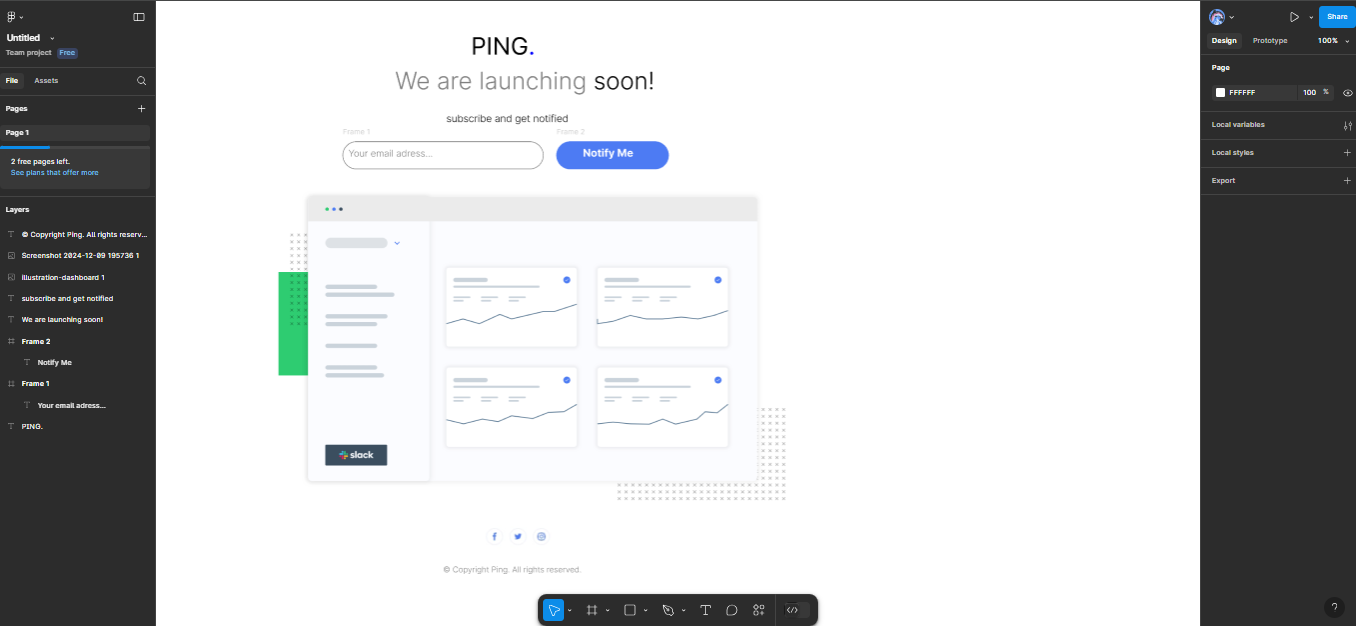 Untitled
Team project Free
File Assets
Pages
Page 1
2 free pages left.
See plans that offer more
Layers
© Copyright Ping. All rights reserv...
Screenshot 2024-12-09 195736 1
illustration-dashboard 1
subscribe and get notified
We are launching soon!
Frame 2
Notify Me
Frame 1
Your email adress...
PING.
PING.
We are launching soon!
subscribe and get notified
Frame 1
Frame 2
Your email adress...
Notify Me
slack
© Copyright Ping. All rights reserved.
Share
Design Prototype 100%
Page
FFFFFF 100 %
Local variables
Local styles
Export
?